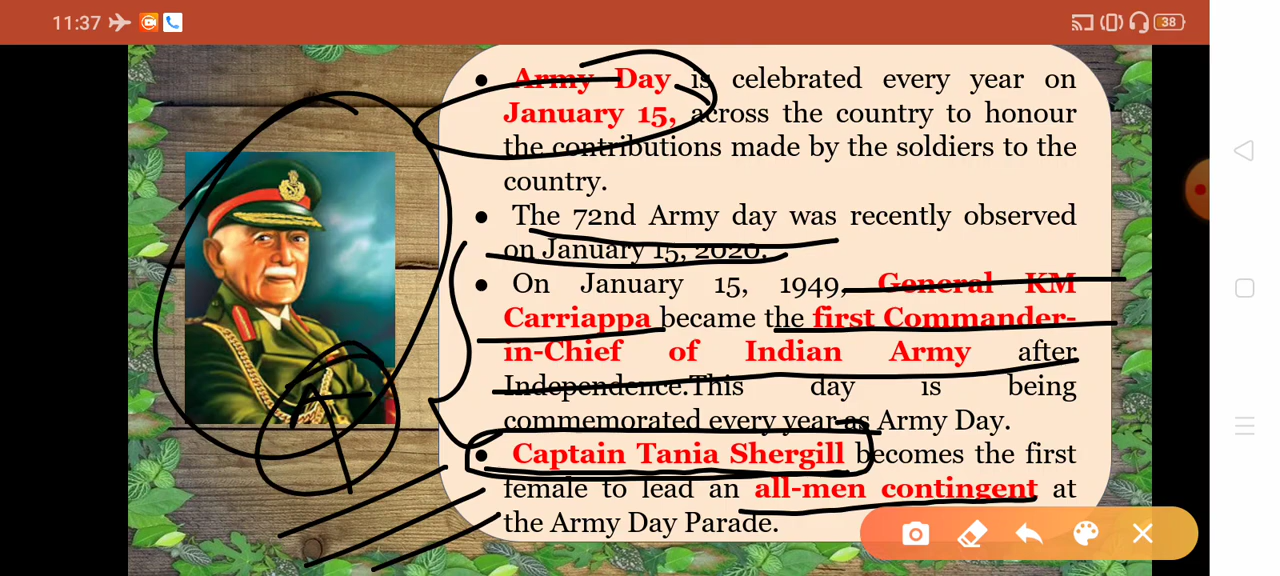 11:37
38
• Army Day is celebrated every year on
January 15, across the country to honour
the contributions made by the soldiers to the
country.
• The 72nd Army day was recently observed
on January 15, 2020.
• On January 15, 1949, General KM
Carriappa became the first Commander-
in-Chief of Indian Army after
Independence.This day is being
commemorated every year as Army Day.
• Captain Tania Shergill becomes the first
female to lead an all-men contingent at
the Army Day Parade.
A